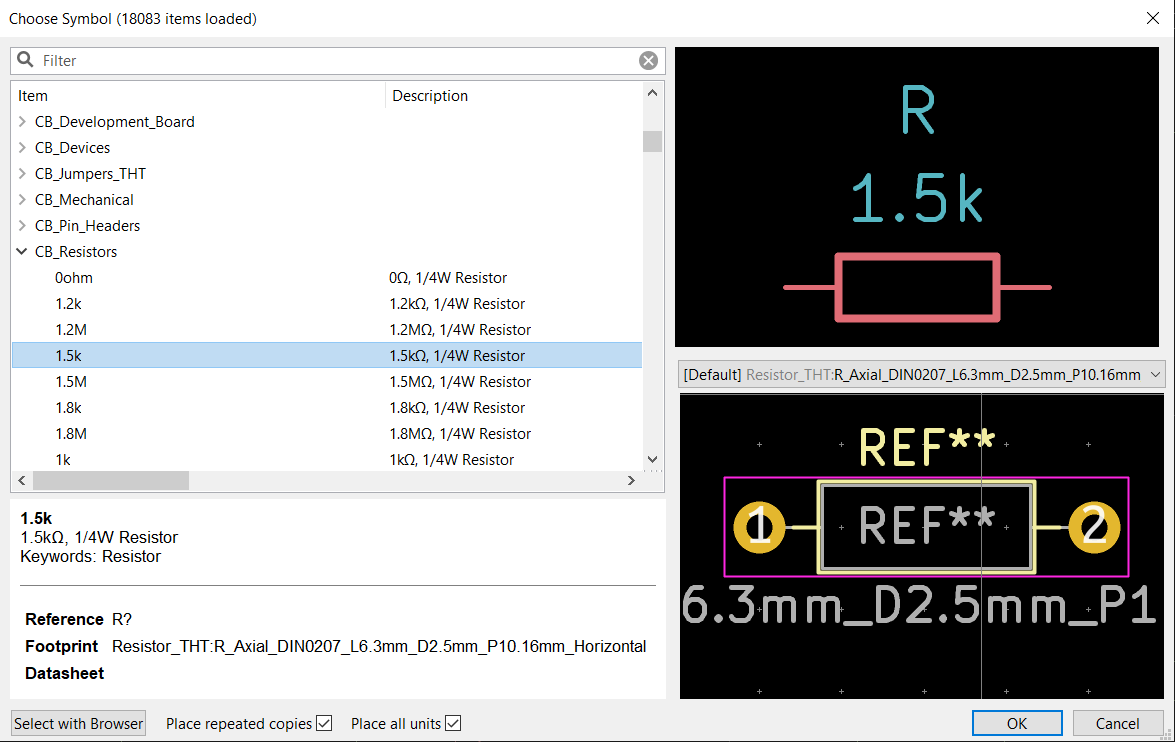 Choose Symbol (18083 items loaded)
Filter
Item Description
CB_Development_Board
CB_Devices
CB_Jumpers_THT
CB_Mechanical
CB_Pin_Headers
CB_Resistors
0ohm 0Ω, 1/4W Resistor
1.2k 1.2kΩ, 1/4W Resistor
1.2M 1.2MΩ, 1/4W Resistor
1.5k 1.5kΩ, 1/4W Resistor
1.5M 1.5MΩ, 1/4W Resistor
1.8k 1.8kΩ, 1/4W Resistor
1.8M 1.8MΩ, 1/4W Resistor
1k 1kΩ, 1/4W Resistor
1.5k
1.5kΩ, 1/4W Resistor
Keywords: Resistor
Reference R?
Footprint Resistor_THT:R_Axial_DIN0207_L6.3mm_D2.5mm_P10.16mm_Horizontal
Datasheet
R
1.5k
[Default] Resistor_THT:R_Axial_DIN0207_L6.3mm_D2.5mm_P10.16mm
REF**
1 REF** 2
6.3mm_D2.5mm_P1
Select with Browser Place repeated copies Place all units OK Cancel